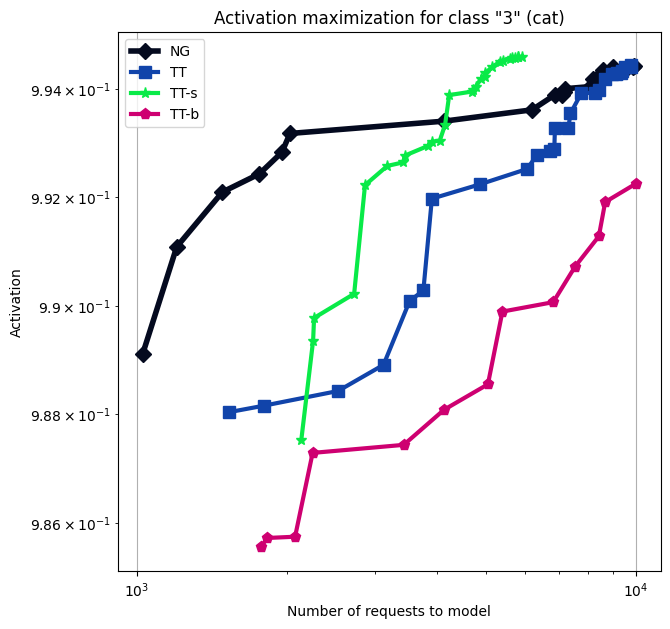 Activation maximization for class "3" (cat)
NG
TT
TT-s
TT-b
9.94 × 10⁻¹
9.92 × 10⁻¹
9.9 × 10⁻¹
9.88 × 10⁻¹
9.86 × 10⁻¹
Activation
10³
10⁴
Number of requests to model